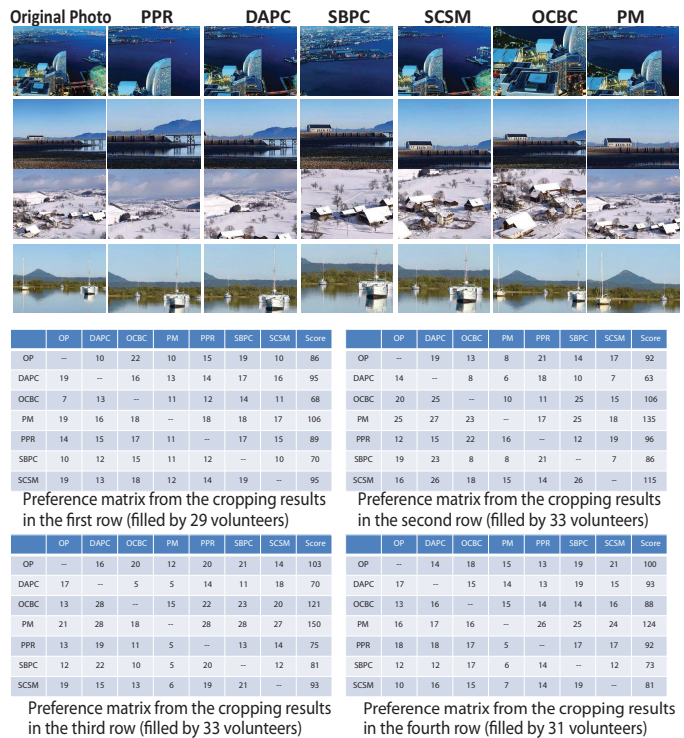 Original Photo PPR DAPC SBPC SCSM OCBC PM
OP DAPC OCBC PM PPR SBPC SCSM Score
OP -- 10 22 10 15 19 10 86
DAPC 19 -- 16 13 14 17 16 95
OCBC 7 13 -- 11 12 14 11 68
PM 19 16 18 -- 18 18 17 106
PPR 14 15 17 11 -- 17 15 89
SBPC 10 12 15 11 12 -- 10 70
SCSM 19 13 18 12 14 19 -- 95
Preference matrix from the cropping results
in the first row (filled by 29 volunteers)
OP DAPC OCBC PM PPR SBPC SCSM Score
OP -- 19 13 8 21 14 17 92
DAPC 14 -- 8 6 18 10 7 63
OCBC 20 25 -- 10 11 25 15 106
PM 25 27 23 -- 17 25 18 135
PPR 12 15 22 16 -- 12 19 96
SBPC 19 23 8 8 21 -- 7 86
SCSM 16 26 18 15 14 26 -- 115
Preference matrix from the cropping results
in the second row (filled by 33 volunteers)
OP DAPC OCBC PM PPR SBPC SCSM Score
OP -- 16 20 12 20 21 14 103
DAPC 17 -- 5 5 14 11 18 70
OCBC 13 28 -- 15 22 23 20 121
PM 21 28 18 -- 28 28 27 150
PPR 13 19 11 5 -- 13 14 75
SBPC 12 22 10 5 20 -- 12 81
SCSM 19 15 13 6 19 21 -- 93
Preference matrix from the cropping results
in the third row (filled by 33 volunteers)
OP DAPC OCBC PM PPR SBPC SCSM Score
OP -- 14 18 15 13 19 21 100
DAPC 17 -- 15 14 13 19 15 93
OCBC 13 16 -- 15 14 14 16 88
PM 16 17 16 -- 26 25 24 124
PPR 18 18 17 5 -- 17 17 92
SBPC 12 12 17 6 14 -- 12 73
SCSM 10 16 15 7 14 19 -- 81
Preference matrix from the cropping results
in the fourth row (filled by 31 volunteers)